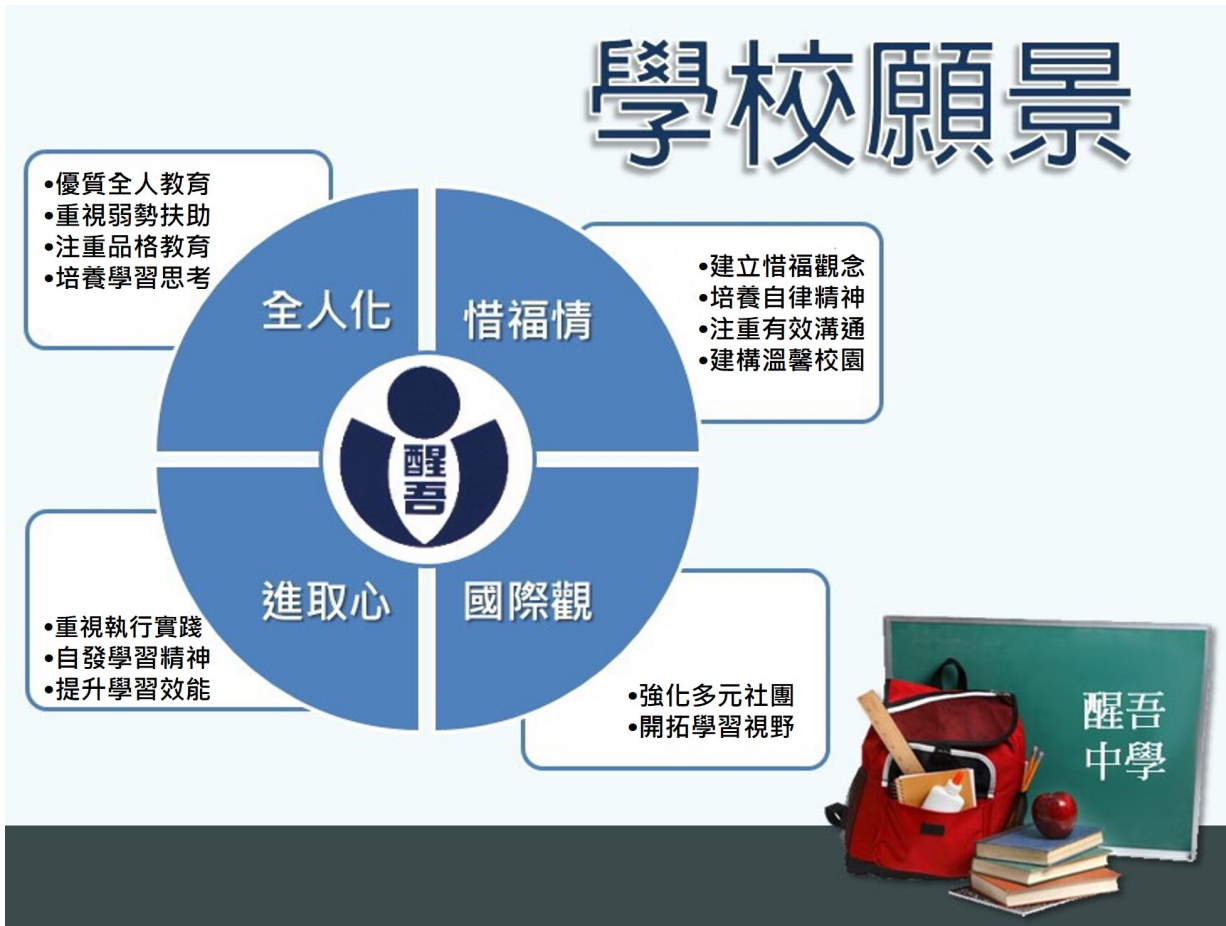 學校願景
•優質全人教育
•重視弱勢扶助
•注重品格教育
•培養學習思考
全人化
惜福情
•建立惜福觀念
•培養自律精神
•注重有效溝通
•建構溫馨校園
醒
吾
進取心
•重視執行實踐
•自發學習精神
•提升學習效能
國際觀
•強化多元社團
•開拓學習視野
醒吾
中學